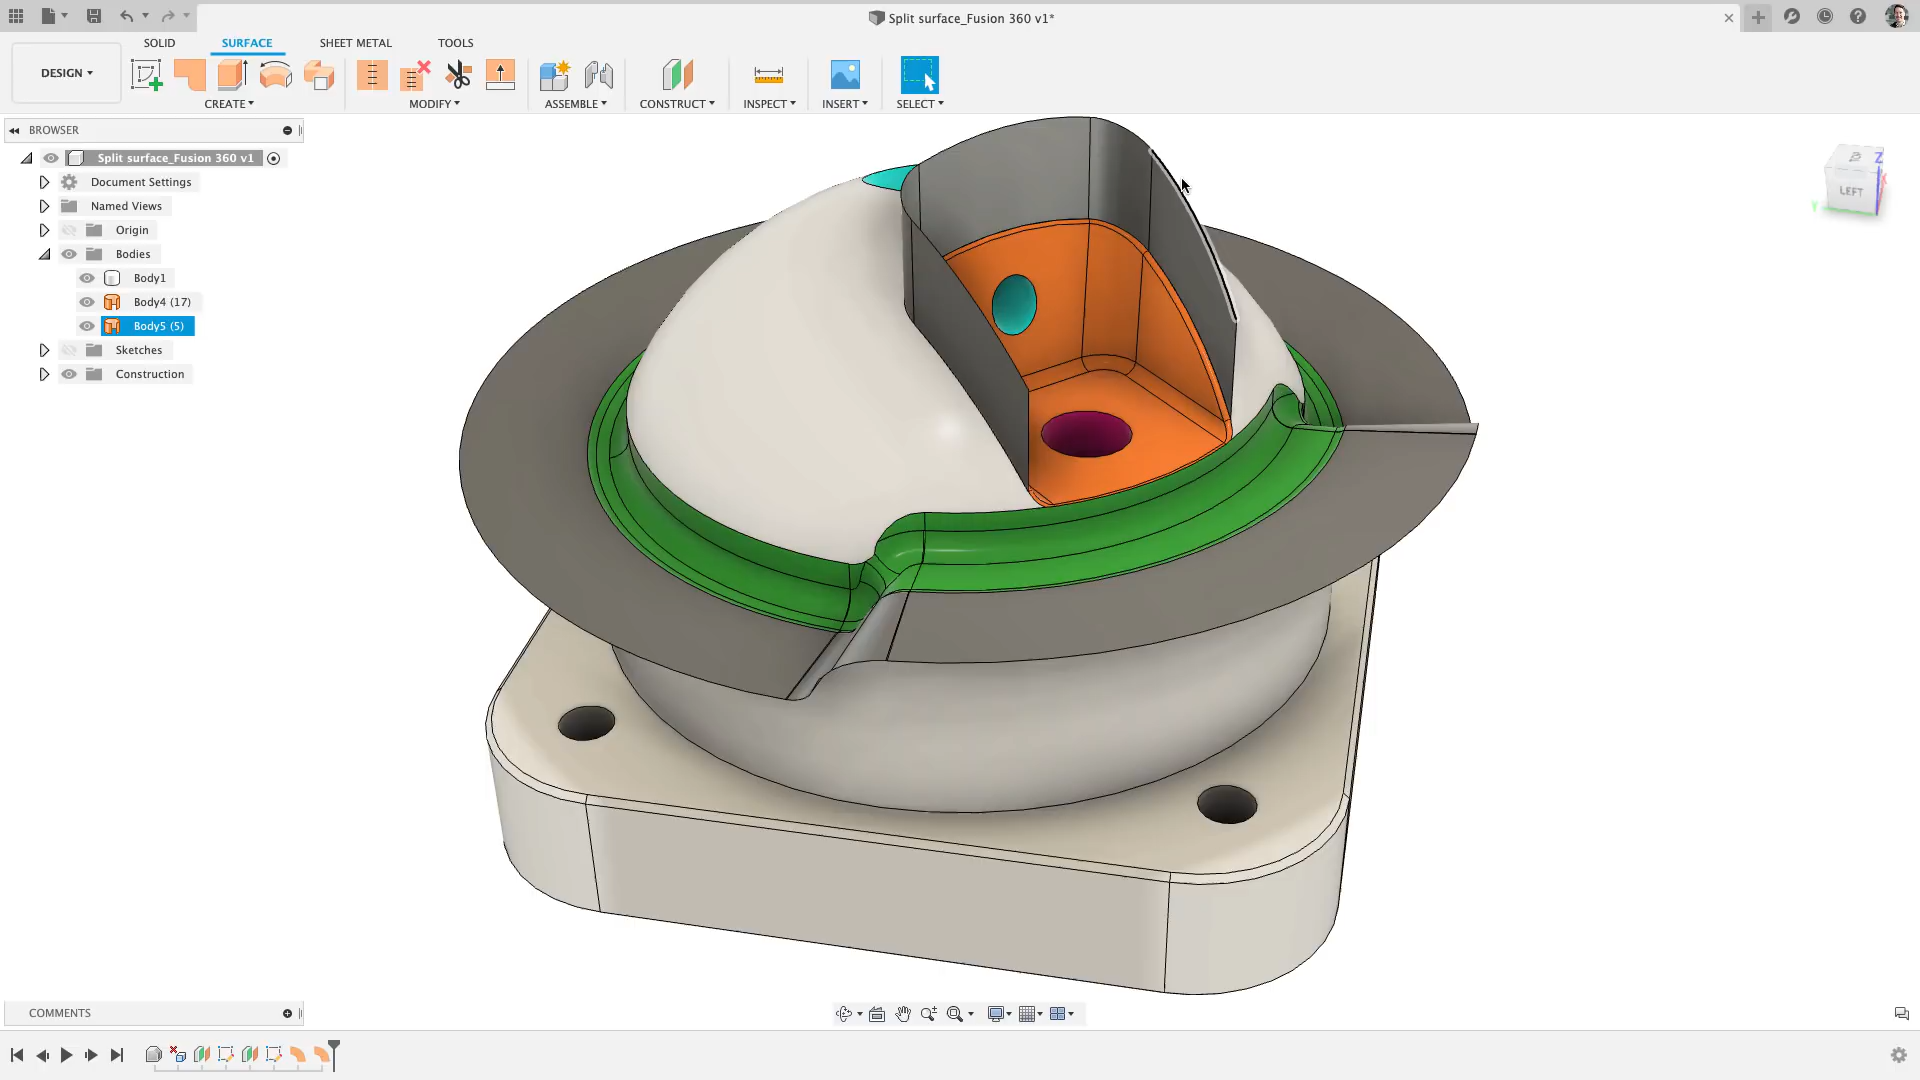 Split surface_Fusion 360 v1*
SOLID SURFACE SHEET METAL TOOLS
DESIGN
CREATE MODIFY ASSEMBLE CONSTRUCT INSPECT INSERT SELECT
BROWSER
Split surface_Fusion 360 v1
Document Settings
Named Views
Origin
Bodies
Body1
Body4 (17)
Body5 (5)
Sketches
Construction
Z
LEFT
Y
COMMENTS